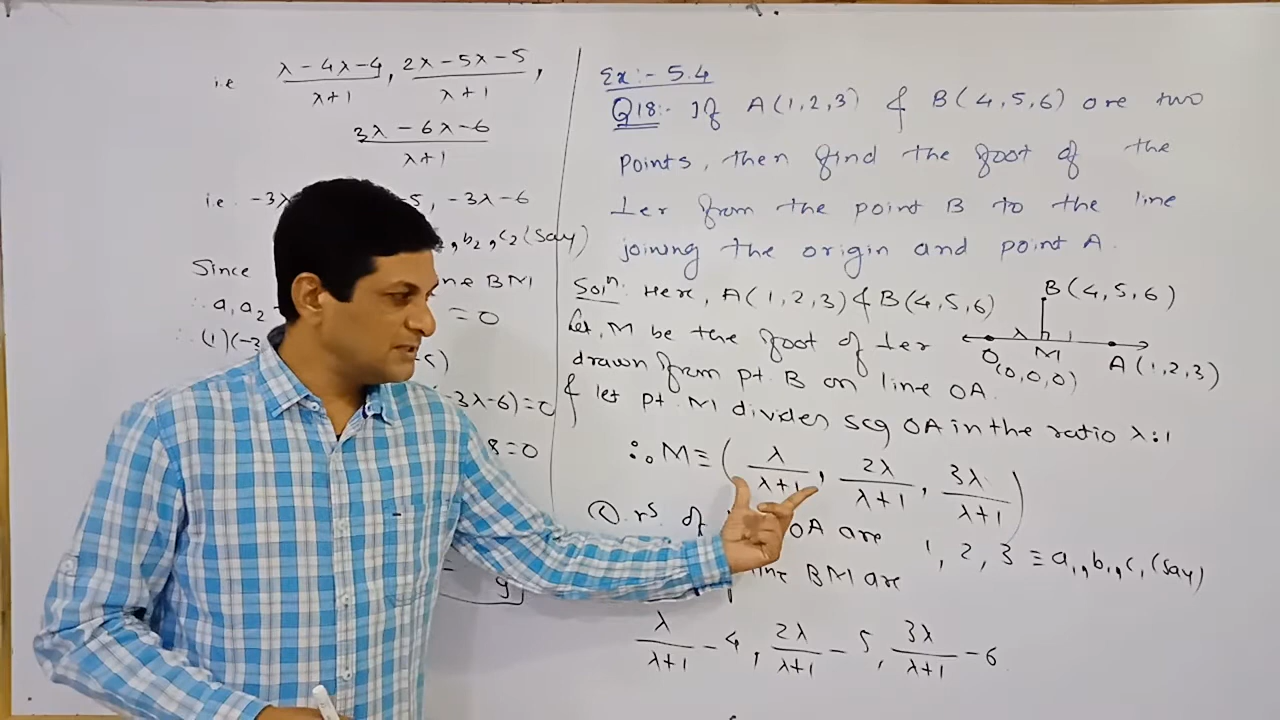 i.e λ - 4λ - 4 / λ+1 , 2λ - 5λ - 5 / λ+1 ,
3λ - 6λ - 6 / λ+1
i.e. -3λ -5, -3λ - 6
, b₂, c₂ (say)
Since line BM
∴ a₁a₂ = 0
∴ (1)(-3 -5)
(-3λ-6)=0
8=0
=
9
Ex:- 5.4
Q18:- If A(1,2,3) & B(4,5,6) are two
points, then find the foot of the
⊥er from the point B to the line
joining the origin and point A.
Solⁿ: Here, A(1,2,3) & B(4,5,6)
let, M be the foot of ⊥er
drawn from pt. B on line OA.
& let pt. M divides seg OA in the ratio λ:1
B(4,5,6)
λ 1
O M A(1,2,3)
(0,0,0)
∴ M ≡ ( λ / λ+1 , 2λ / λ+1 , 3λ / λ+1 )
rˢ. of OA are 1, 2, 3 ≡ a₁, b₁, c₁ (say)
line BM are
λ / λ+1 - 4, 2λ / λ+1 - 5, 3λ / λ+1 - 6